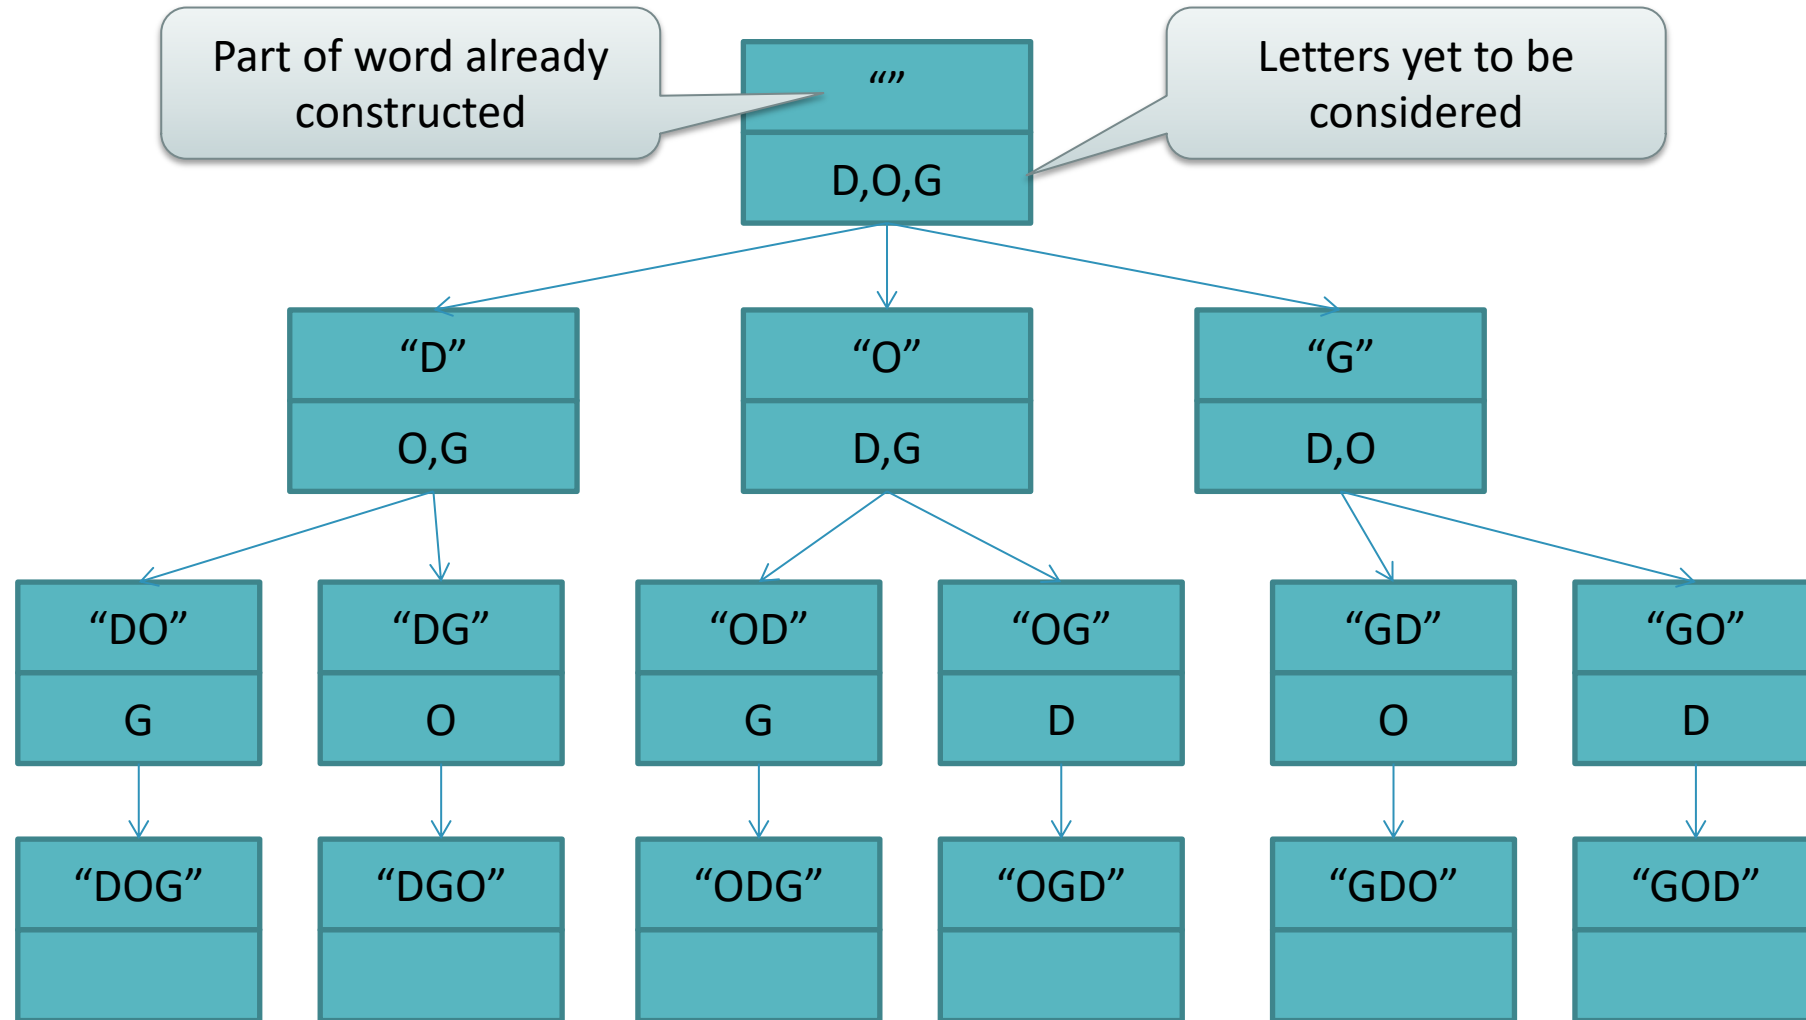 Part of word already
constructed
“”
Letters yet to be
considered
D,O,G
“D”
“O”
“G”
O,G
D,G
D,O
“DO”
“DG”
“OD”
“OG”
“GD”
“GO”
G
O
G
D
O
D
“DOG”
“DGO”
“ODG”
“OGD”
“GDO”
“GOD”